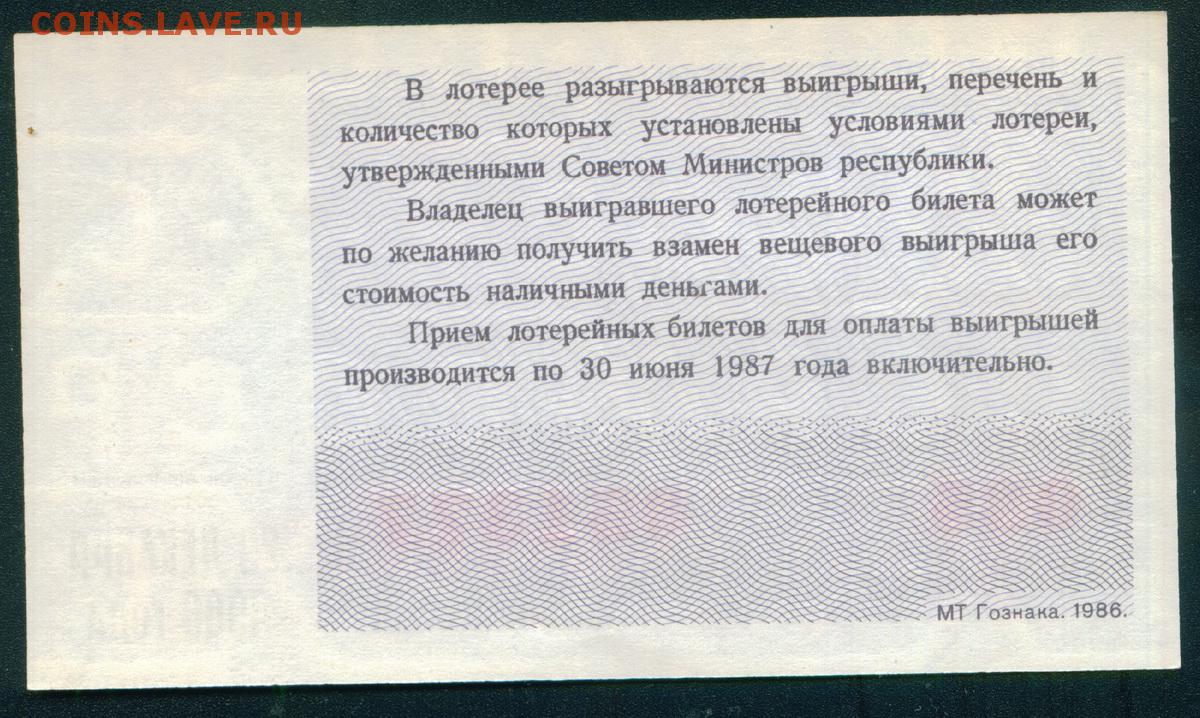 COINS.LAVE.RU
В лотерее разыгрываются выигрыши, перечень и
количество которых установлены условиями лотереи,
утвержденными Советом Министров республики.
Владелец выигравшего лотерейного билета может
по желанию получить взамен вещевого выигрыша его
стоимость наличными деньгами.
Прием лотерейных билетов для оплаты выигрышей
производится по 30 июня 1987 года включительно.
МТ Гознака. 1986.